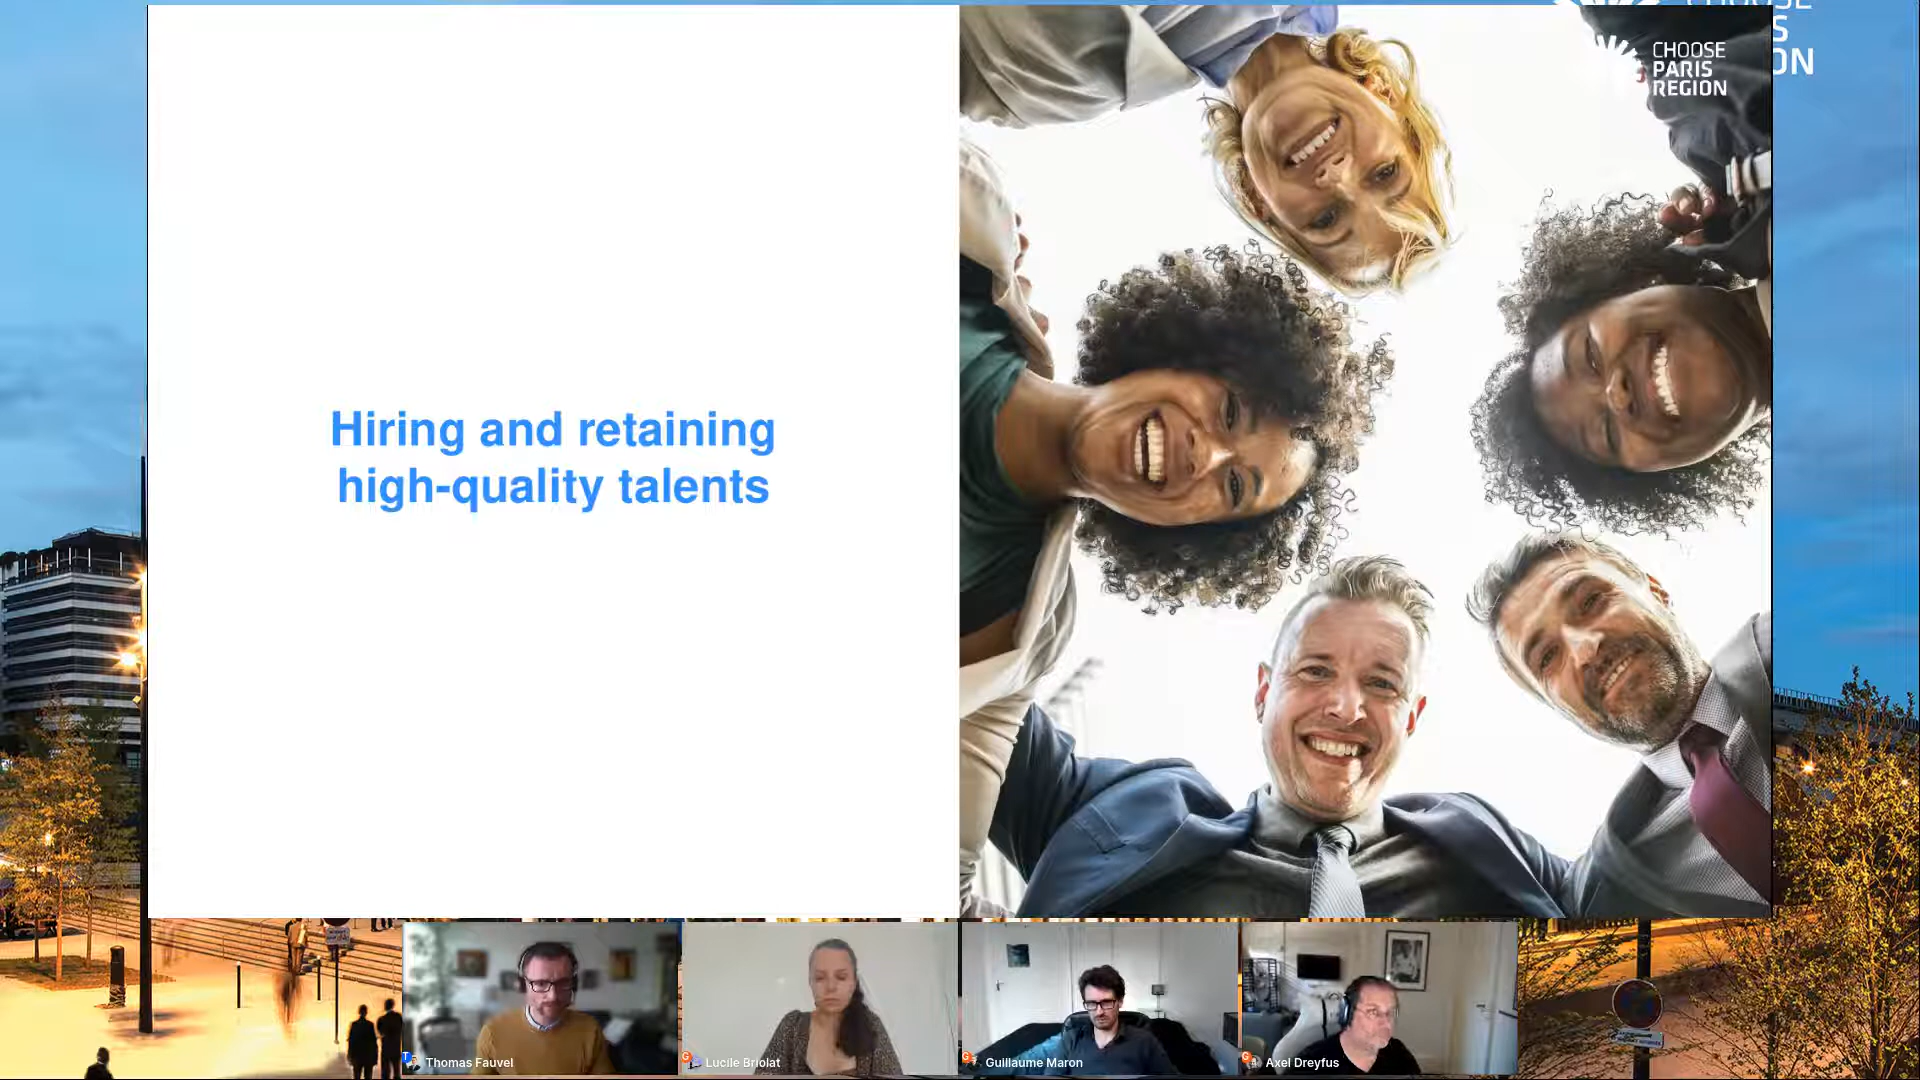 CHOOSE
PARIS
REGION
Hiring and retaining
high-quality talents
Thomas Fauvel
Lucile Briolat
Guillaume Maron
Axel Dreyfus